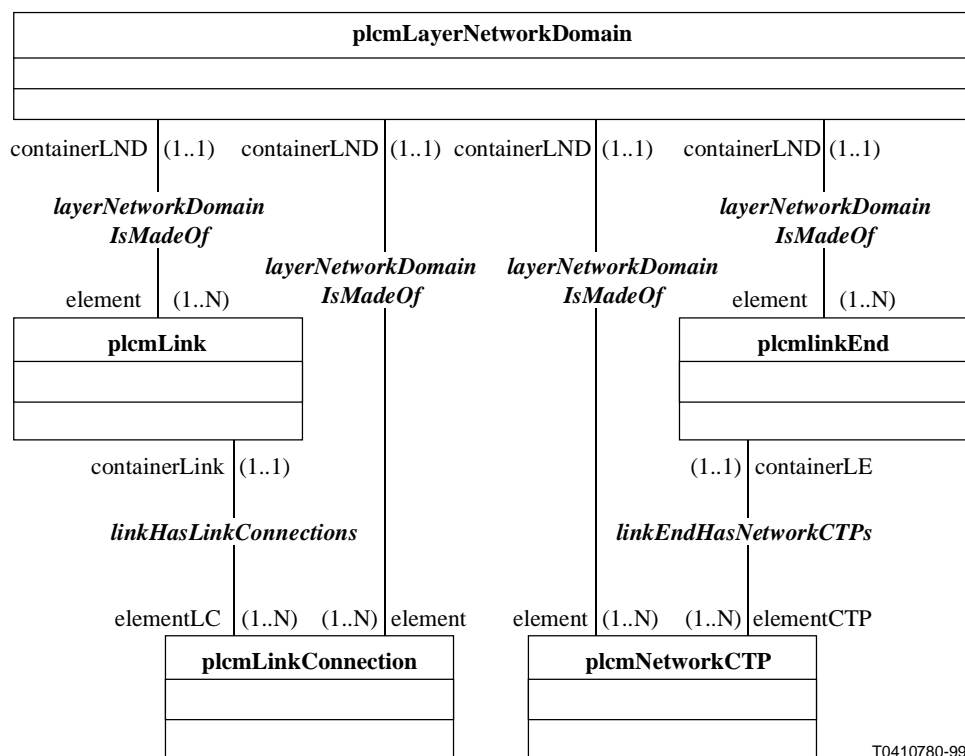 plcmLayerNetworkDomain
containerLND (1..1) containerLND (1..1) containerLND (1..1) containerLND (1..1)
layerNetworkDomain
IsMadeOf
layerNetworkDomain
IsMadeOf
layerNetworkDomain
IsMadeOf
layerNetworkDomain
IsMadeOf
element (1..N)
element (1..N)
plcmLink
plcmlinkEnd
containerLink (1..1)
(1..1) containerLE
linkHasLinkConnections
linkEndHasNetworkCTPs
elementLC (1..N) (1..N) element
element (1..N) (1..N) elementCTP
plcmLinkConnection
plcmNetworkCTP
T0410780-99